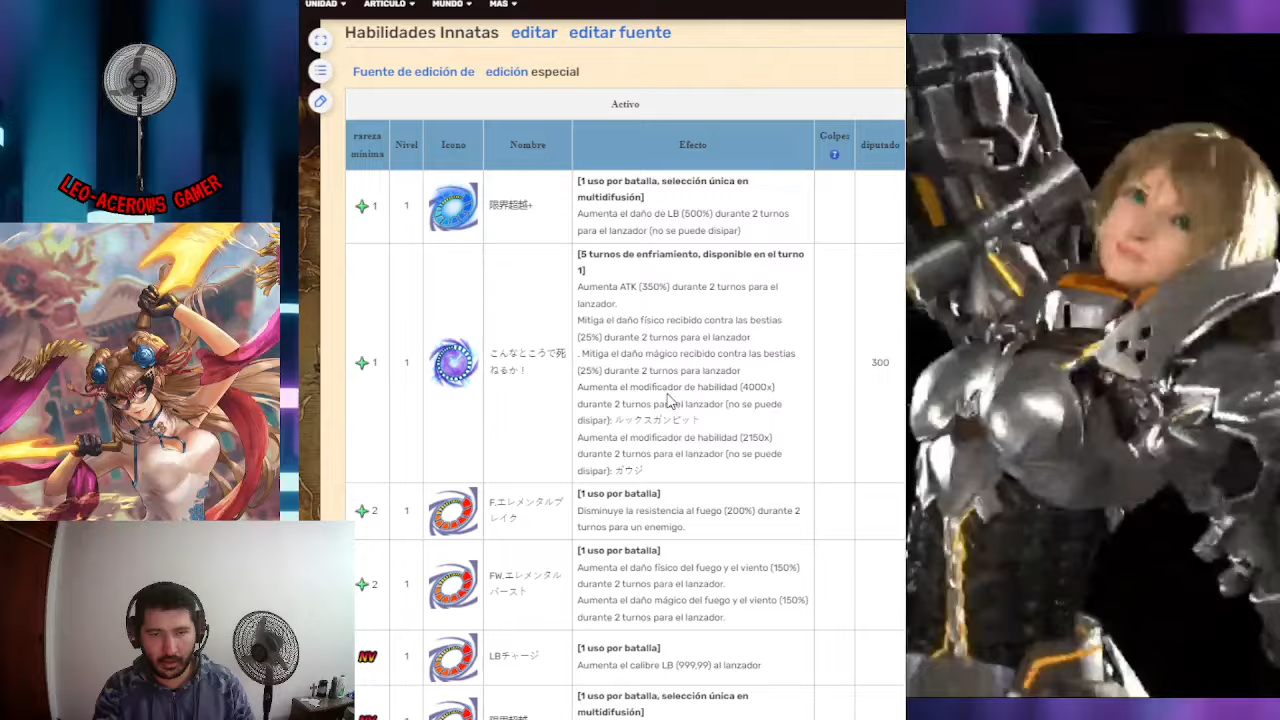 UNIDAD ▾ ARTÍCULO ▾ MUNDO ▾ MÁS ▾
Habilidades Innatas editar editar fuente
Fuente de edición de edición especial
Activo
rareza
mínima
Nivel
Icono
Nombre
Efecto
Golpes
?
diputado
1
1
限界超越+
[1 uso por batalla, selección única en
multidifusión]
Aumenta el daño de LB (500%) durante 2 turnos
para el lanzador (no se puede disipar)
1
1
こんなところで死
ねるか！
[5 turnos de enfriamiento, disponible en el turno
1]
Aumenta ATK (350%) durante 2 turnos para el
lanzador.
Mitiga el daño físico recibido contra las bestias
(25%) durante 2 turnos para el lanzador
. Mitiga el daño mágico recibido contra las bestias
(25%) durante 2 turnos para lanzador
Aumenta el modificador de habilidad (4000x)
durante 2 turnos para el lanzador (no se puede
disipar): ルックスガンビット
Aumenta el modificador de habilidad (2150x)
durante 2 turnos para el lanzador (no se puede
disipar): ガウジ
300
2
1
F.エレメンタルブ
レイク
[1 uso por batalla]
Disminuye la resistencia al fuego (200%) durante 2
turnos para un enemigo.
2
1
FW.エレメンタル
バースト
[1 uso por batalla]
Aumenta el daño físico del fuego y el viento (150%)
durante 2 turnos para el lanzador.
Aumenta el daño mágico del fuego y el viento (150%)
durante 2 turnos para el lanzador.
NV
1
LBチャージ
[1 uso por batalla]
Aumenta el calibre LB (999,99) al lanzador
[1 uso por batalla, selección única en
multidifusión]
LEO-ACEROWS GAMER